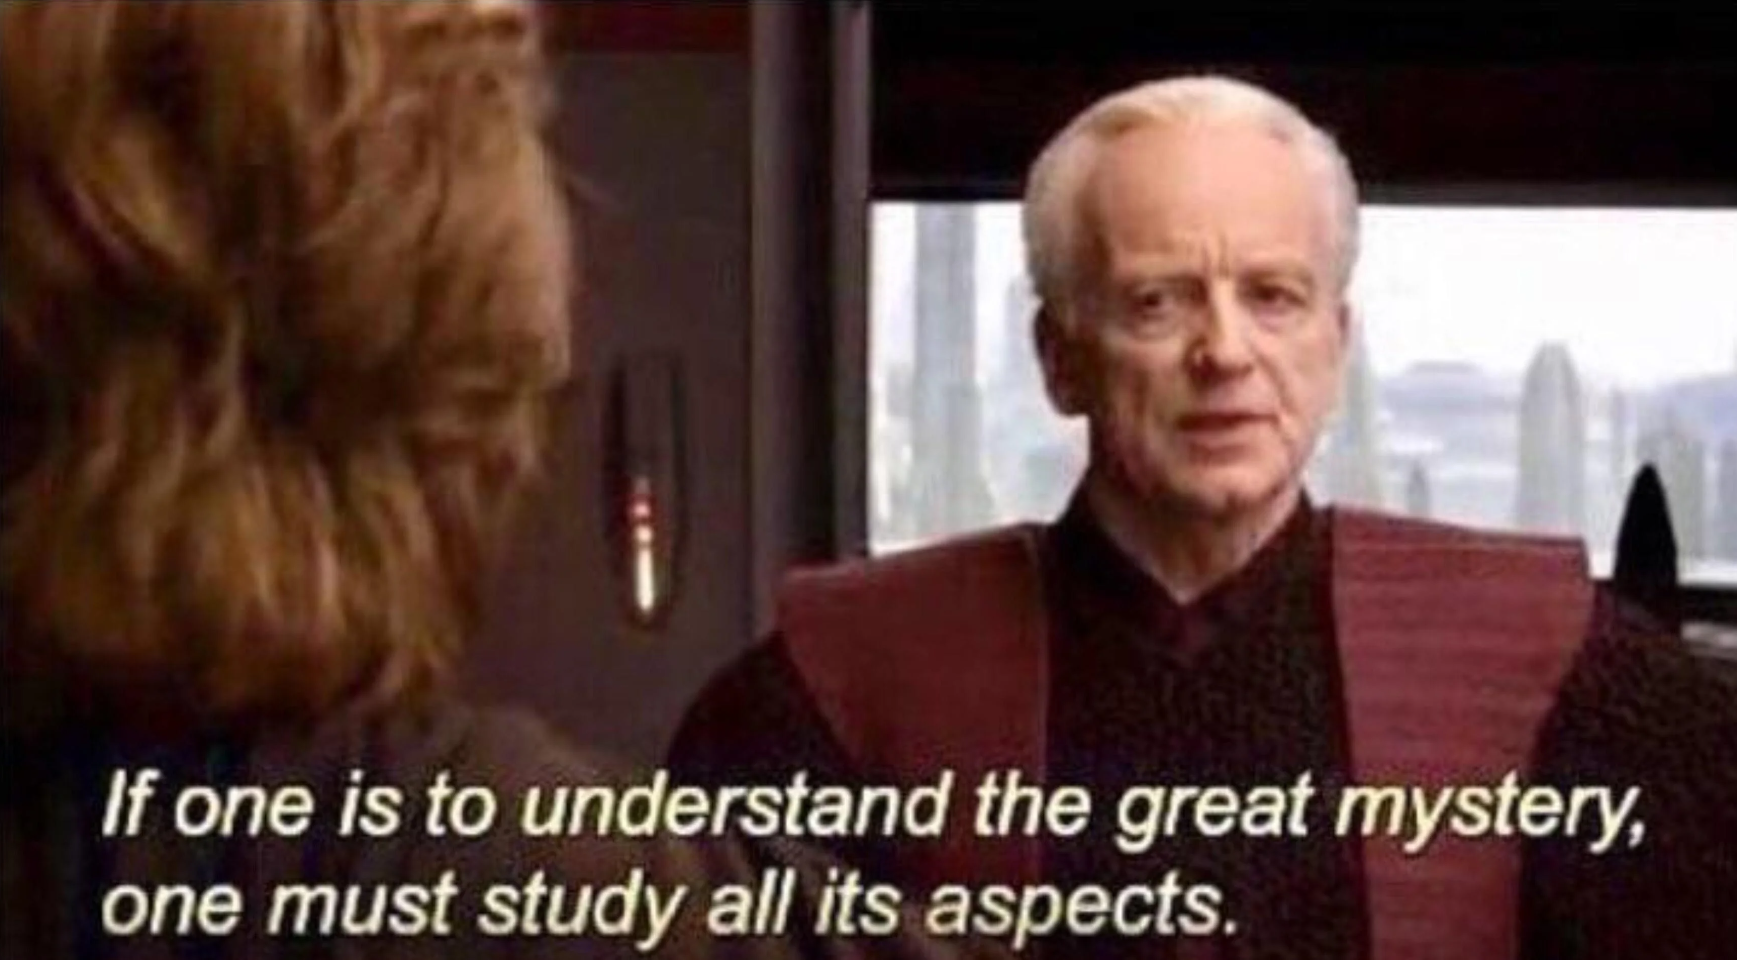 If one is to understand the great mystery,
one must study all its aspects.